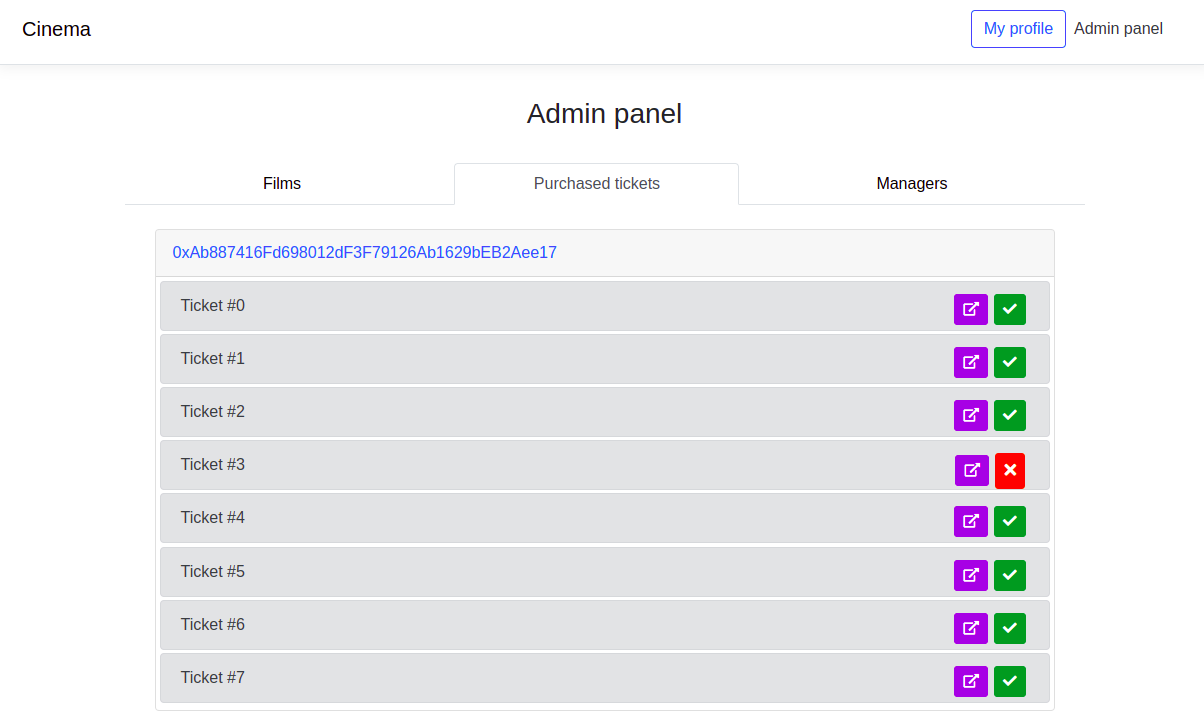 Cinema
My profile Admin panel
Admin panel
Films Purchased tickets Managers
0xAb887416Fd698012dF3F79126Ab1629bEB2Aee17
Ticket #0
Ticket #1
Ticket #2
Ticket #3
Ticket #4
Ticket #5
Ticket #6
Ticket #7